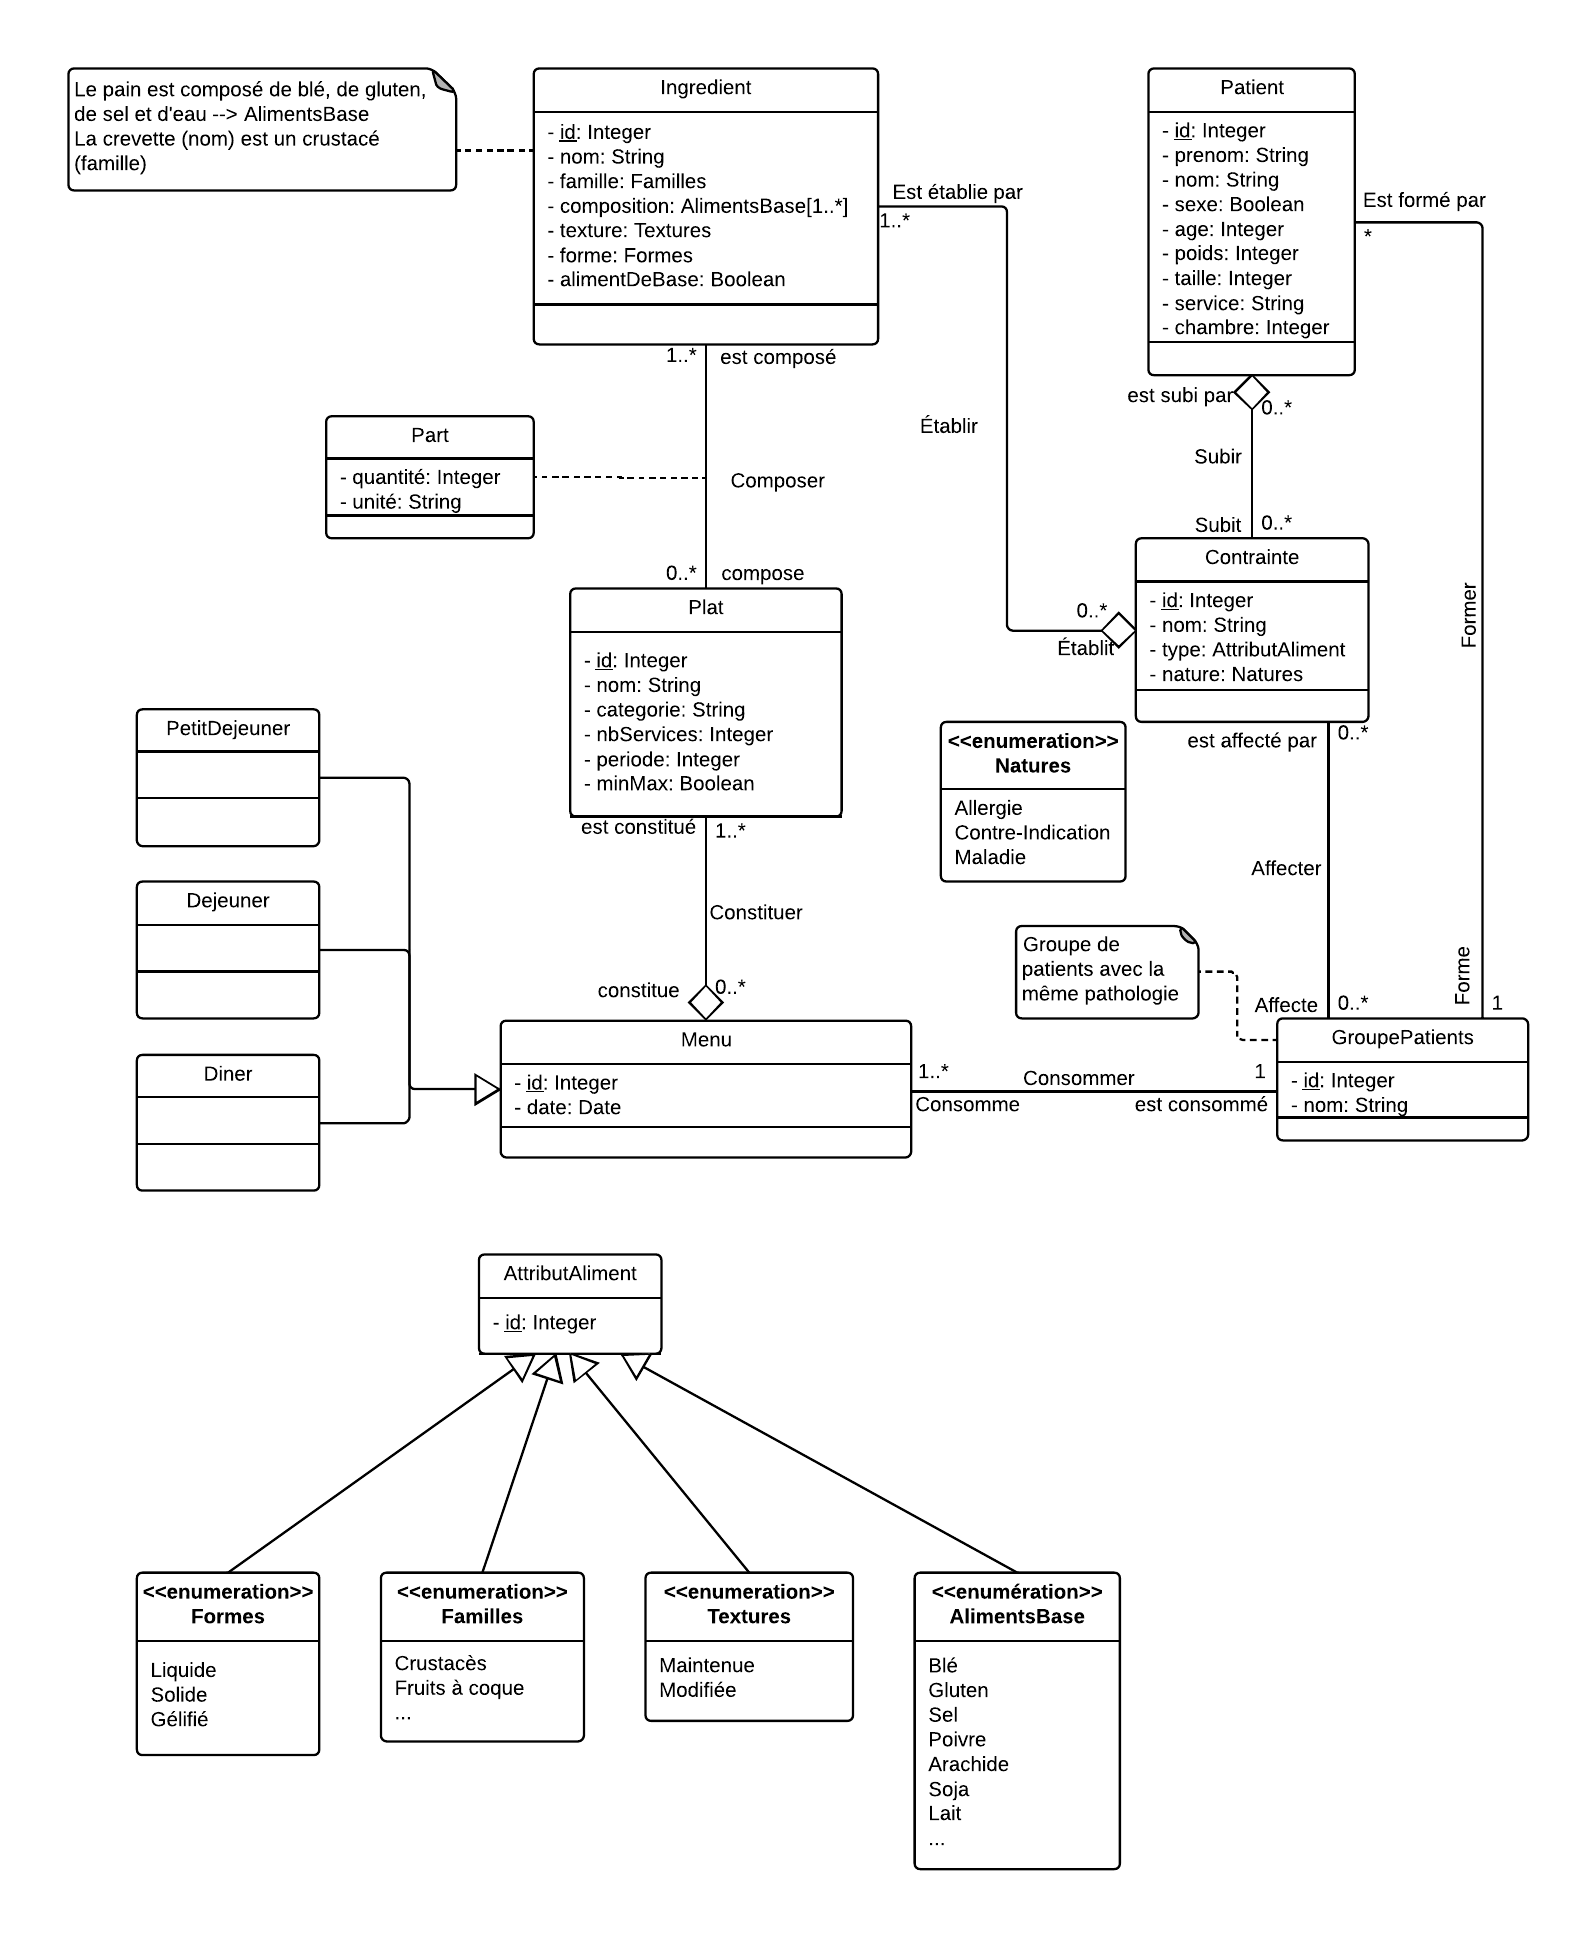 Le pain est composé de blé, de gluten,
de sel et d'eau --> AlimentsBase
La crevette (nom) est un crustacé
(famille)
Ingredient
- id: Integer
- nom: String
- famille: Familles
- composition: AlimentsBase[1..*]
- texture: Textures
- forme: Formes
- alimentDeBase: Boolean
Est établie par
1..*
Patient
- id: Integer
- prenom: String
- nom: String
- sexe: Boolean
- age: Integer
- poids: Integer
- taille: Integer
- service: String
- chambre: Integer
Est formé par
*
1..*
est composé
est subi par
0..*
Part
- quantité: Integer
- unité: String
Composer
Établir
Subir
Subit
0..*
0..*
compose
Contrainte
- id: Integer
- nom: String
- type: AttributAliment
- nature: Natures
0..*
Établit
Former
Plat
- id: Integer
- nom: String
- categorie: String
- nbServices: Integer
- periode: Integer
- minMax: Boolean
PetitDejeuner
<<enumeration>>
Natures
Allergie
Contre-Indication
Maladie
est affecté par
0..*
est constitué
1..*
Affecter
Dejeuner
Constituer
Groupe de
patients avec la
même pathologie
constitue
0..*
Affecte
0..*
Forme
1
Diner
Menu
- id: Integer
- date: Date
1..*
Consommer
1
Consomme
est consommé
GroupePatients
- id: Integer
- nom: String
AttributAliment
- id: Integer
<<enumeration>>
Formes
Liquide
Solide
Gélifié
<<enumeration>>
Familles
Crustacès
Fruits à coque
...
<<enumeration>>
Textures
Maintenue
Modifiée
<<enumération>>
AlimentsBase
Blé
Gluten
Sel
Poivre
Arachide
Soja
Lait
...